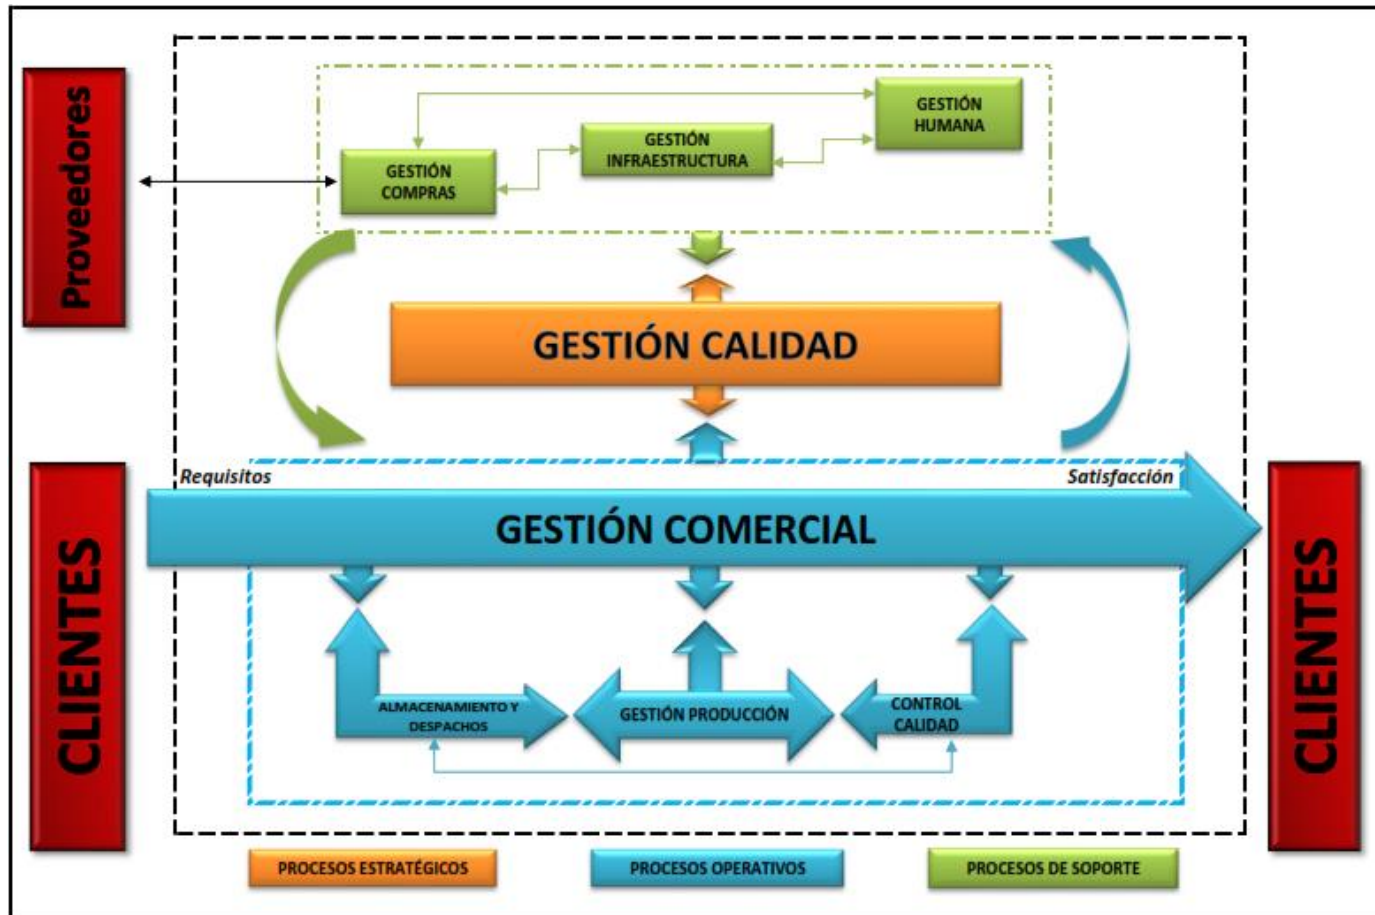 Proveedores
GESTIÓN
HUMANA
GESTIÓN
INFRAESTRUCTURA
GESTIÓN
COMPRAS
GESTIÓN CALIDAD
CLIENTES
Requisitos
Satisfacción
GESTIÓN COMERCIAL
CLIENTES
ALMACENAMIENTO Y
DESPACHOS
GESTIÓN PRODUCCIÓN
CONTROL
CALIDAD
PROCESOS ESTRATÉGICOS
PROCESOS OPERATIVOS
PROCESOS DE SOPORTE